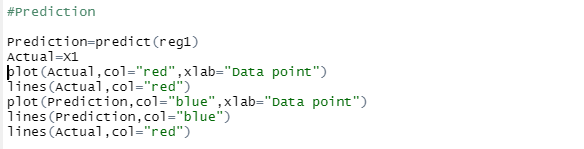 #Prediction
Prediction=predict(reg1)
Actual=X1
plot(Actual,col="red",xlab="Data point")
lines(Actual,col="red")
plot(Prediction,col="blue",xlab="Data point")
lines(Prediction,col="blue")
lines(Actual,col="red")